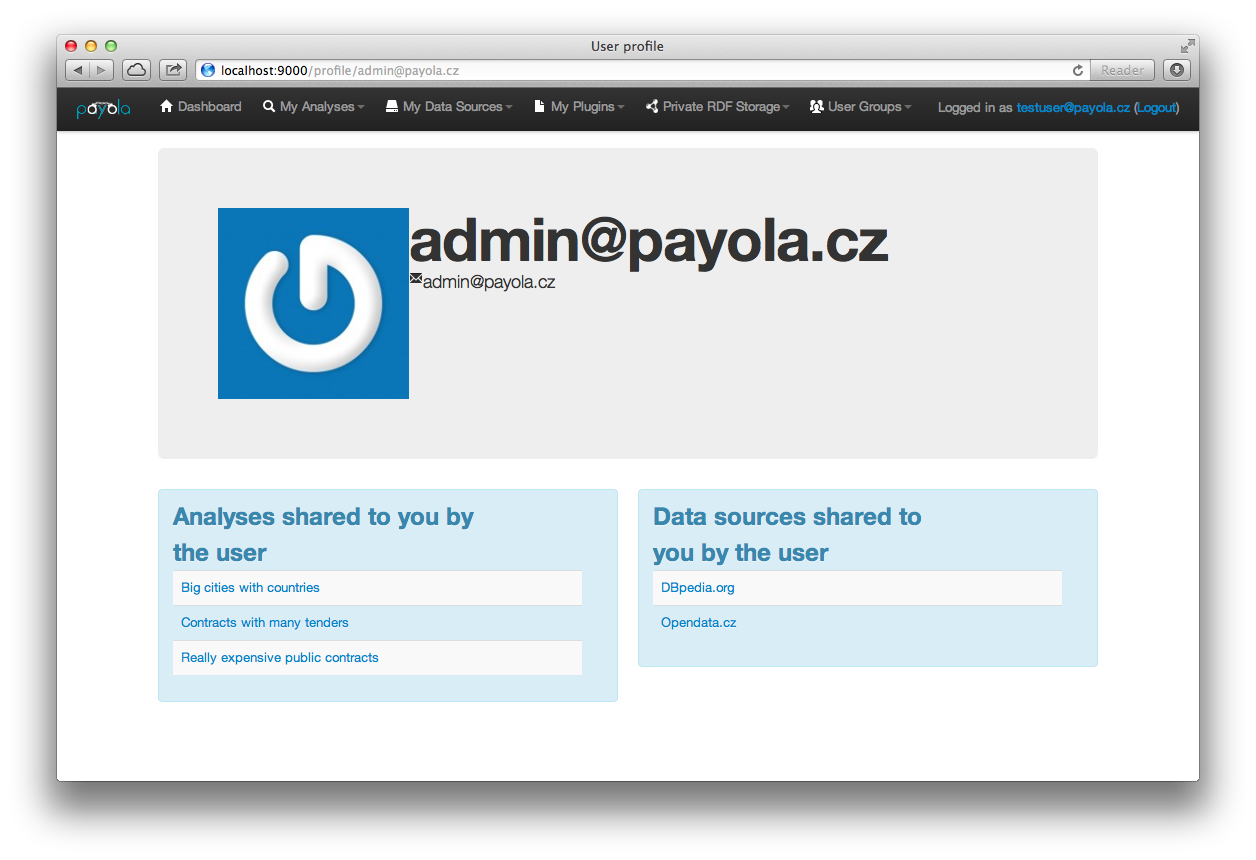 User profile
localhost:9000/profile/admin@payola.cz
Reader
payola
Dashboard
My Analyses
My Data Sources
My Plugins
Private RDF Storage
User Groups
Logged in as testuser@payola.cz (Logout)
admin@payola.cz
admin@payola.cz
Analyses shared to you by
the user
Big cities with countries
Contracts with many tenders
Really expensive public contracts
Data sources shared to
you by the user
DBpedia.org
Opendata.cz